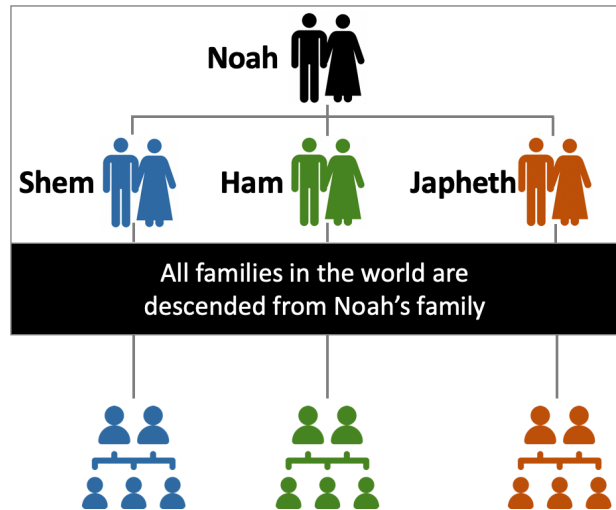 Noah
Shem
Ham
Japheth
All families in the world are
descended from Noah’s family